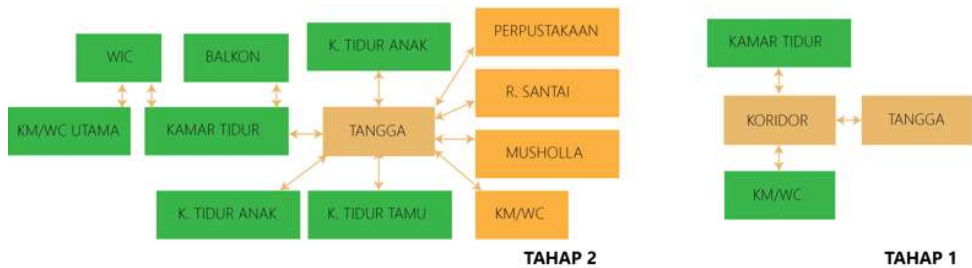 K. TIDUR ANAK
PERPUSTAKAAN
WIC
BALKON
R. SANTAI
KM/WC UTAMA
KAMAR TIDUR
TANGGA
MUSHOLLA
K. TIDUR ANAK
K. TIDUR TAMU
KM/WC
TAHAP 2
KAMAR TIDUR
KORIDOR
TANGGA
KM/WC
TAHAP 1